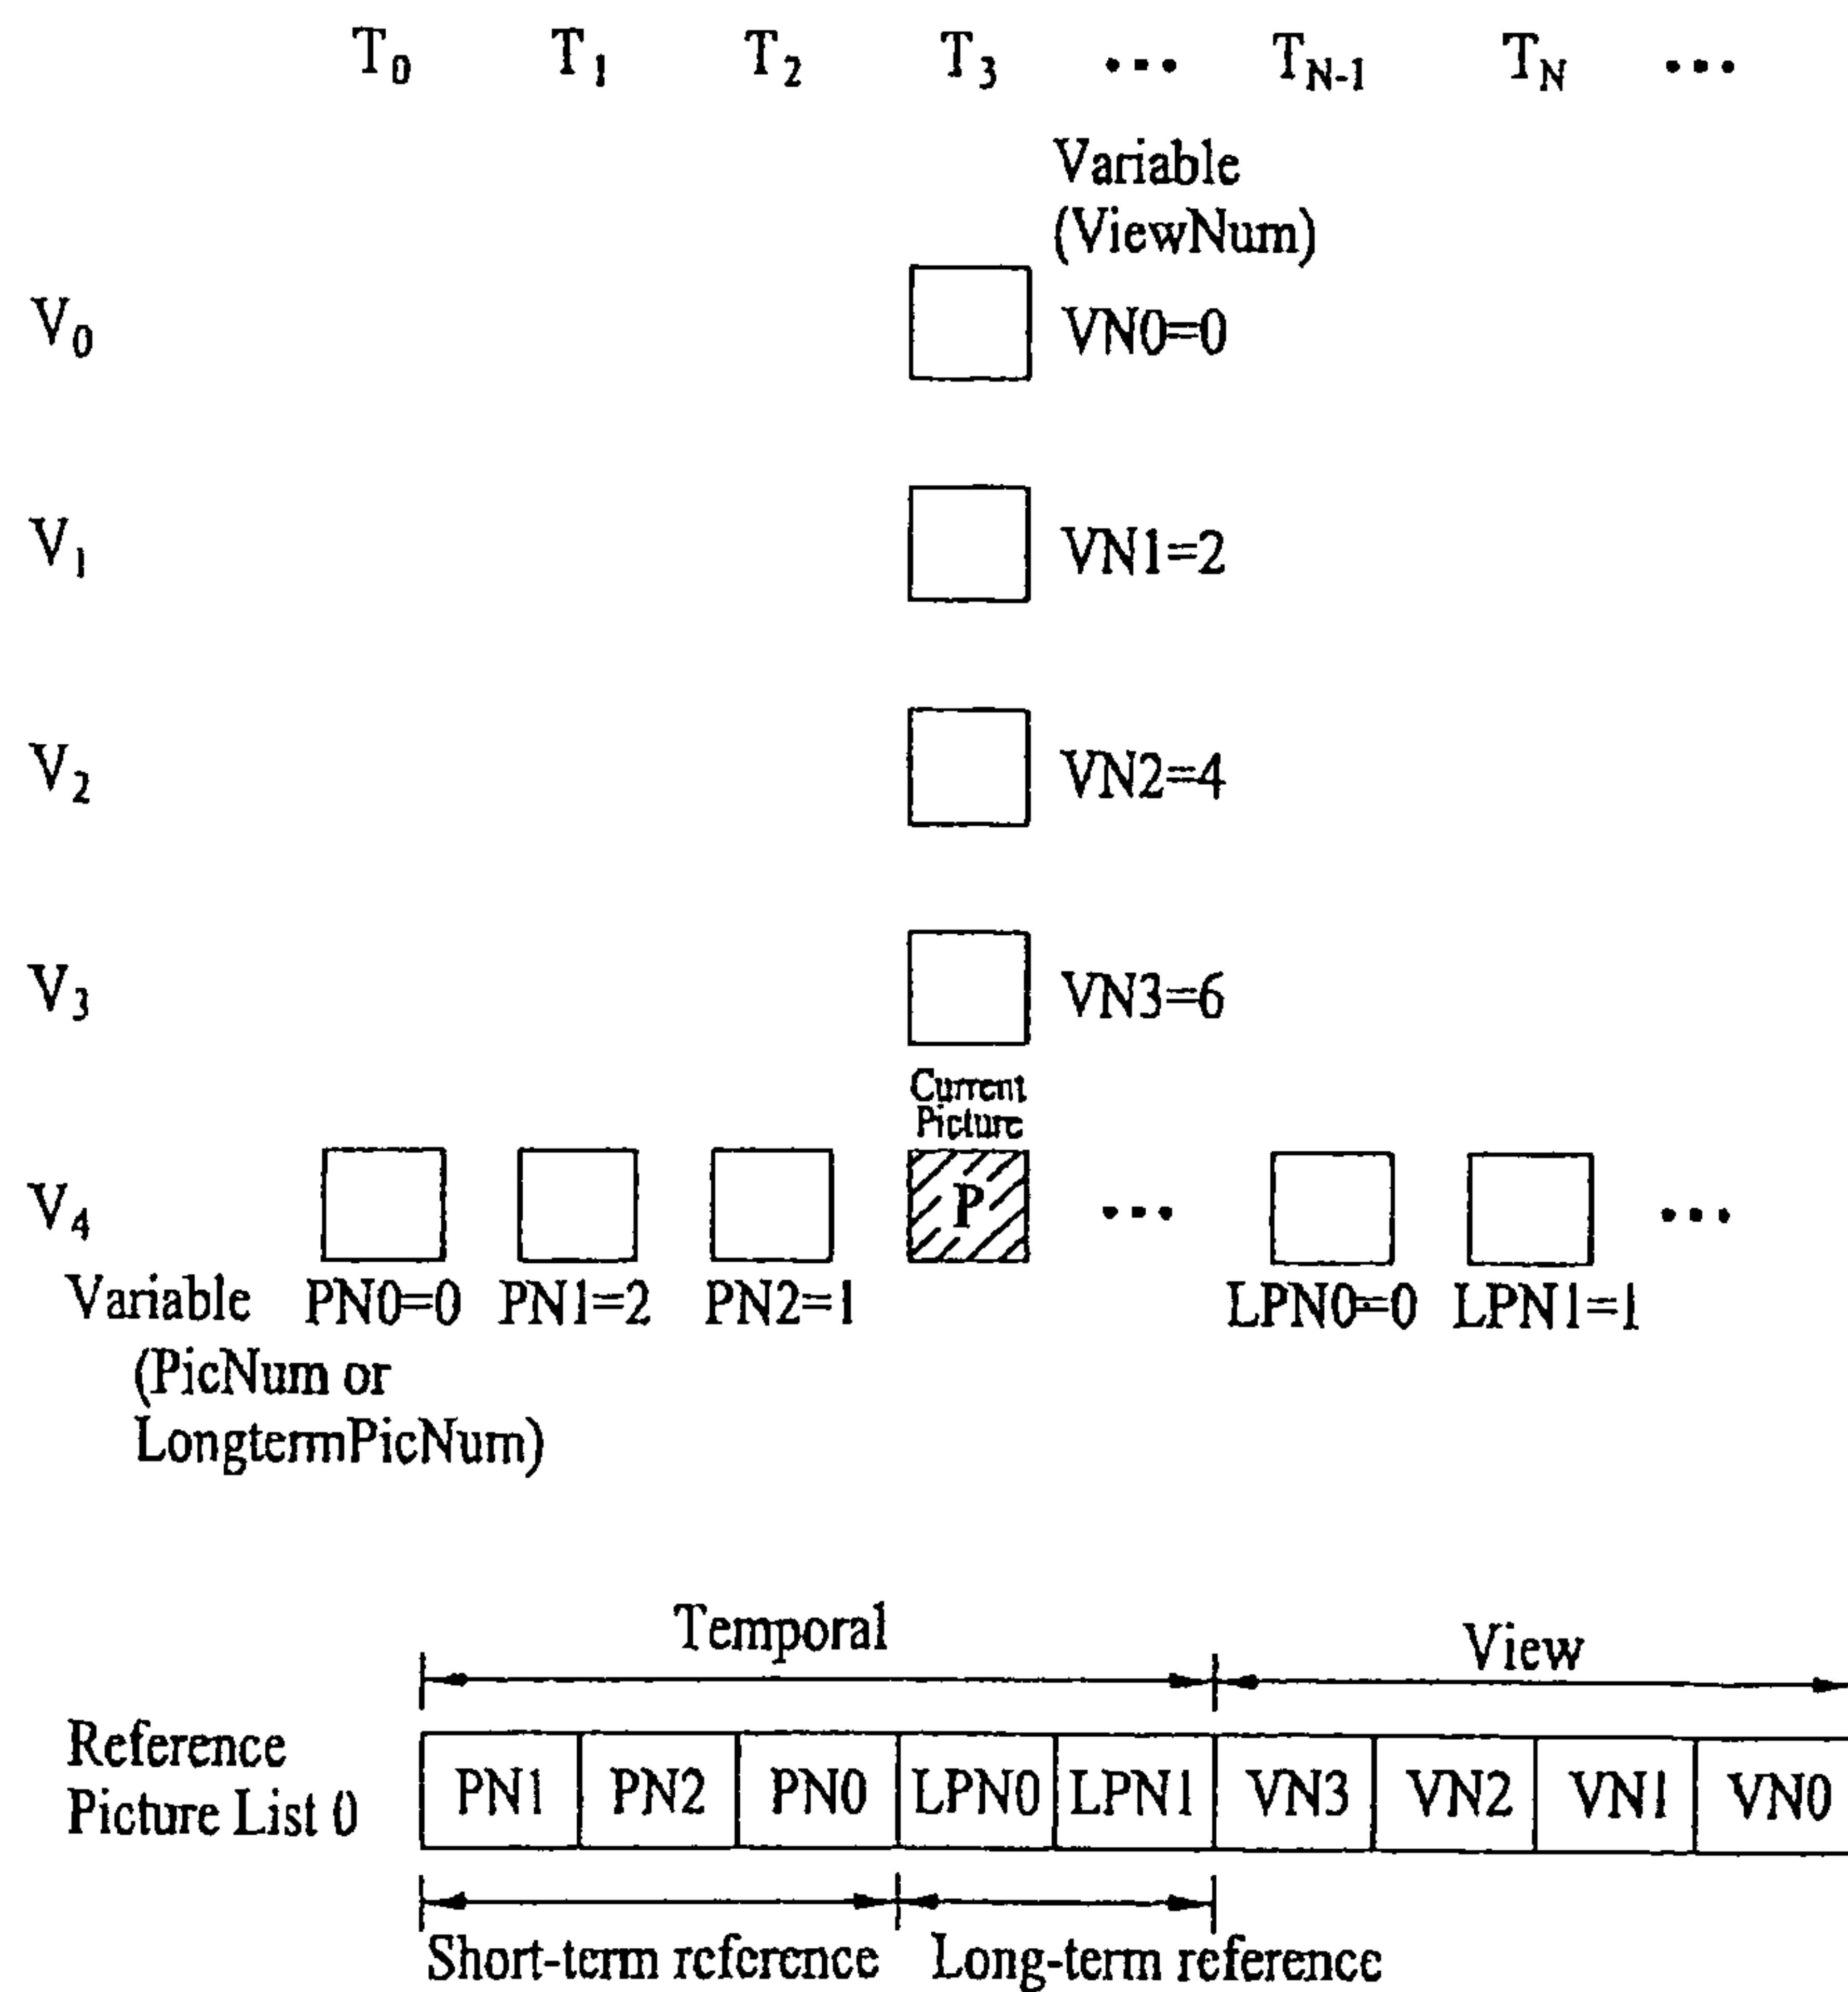 T0 T1 T2 T3 ... TN-1 TN ...
Variable
(ViewNum)
V0 VN0=0
V1 VN1=2
V2 VN2=4
V3 VN3=6
Current
Picture
V4 P ... ...
Variable PN0=0 PN1=2 PN2=1 LPN0=0 LPN1=1
(PicNum or
LongtermPicNum)
Temporal View
Reference
Picture List 0 PN1 PN2 PN0 LPN0 LPN1 VN3 VN2 VN1 VN0
Short-term reference Long-term reference